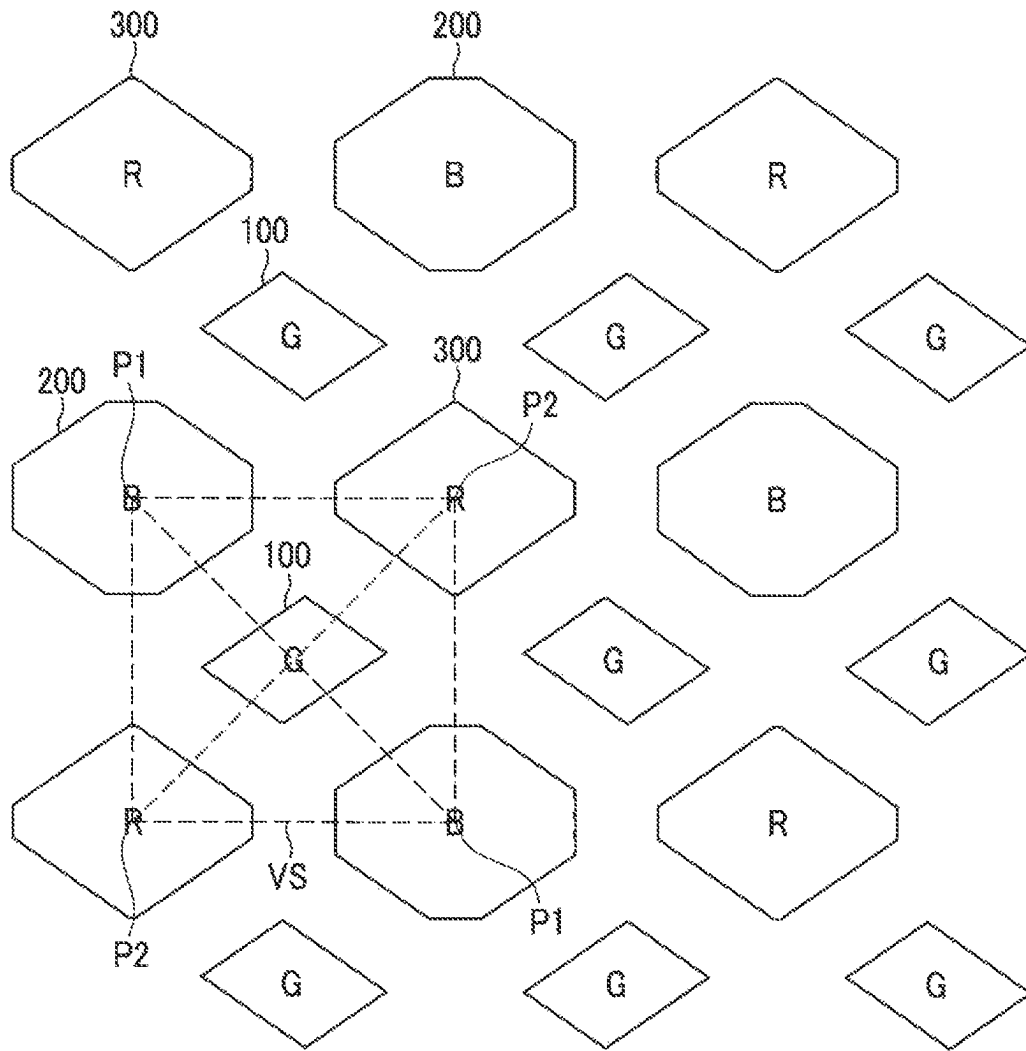 300 200
R B R
100
G G G
P1
200 300
P2
B R B
100
G G G
R B R
VS
P2 P1
G G G